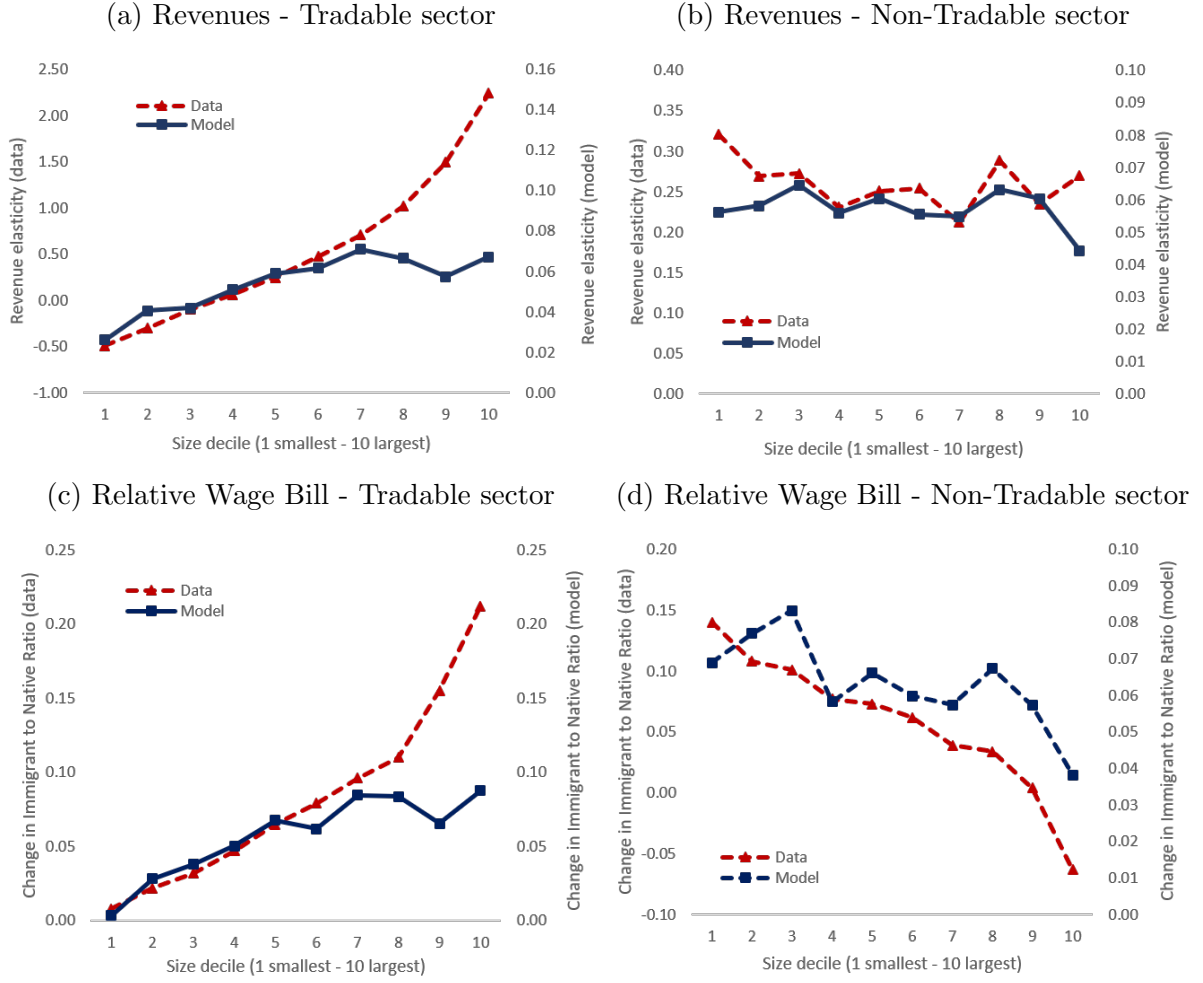 (a) Revenues - Tradable sector
2.50
2.00
1.50
1.00
0.50
0.00
-0.50
-1.00
Revenue elasticity (data)
0.16
0.14
0.12
0.10
0.08
0.06
0.04
0.02
0.00
Revenue elasticity (model)
Data
Model
1 2 3 4 5 6 7 8 9 10
Size decile (1 smallest - 10 largest)
(b) Revenues - Non-Tradable sector
0.40
0.35
0.30
0.25
0.20
0.15
0.10
0.05
0.00
Revenue elasticity (data)
0.10
0.09
0.08
0.07
0.06
0.05
0.04
0.03
0.02
0.01
0.00
Revenue elasticity (model)
Data
Model
1 2 3 4 5 6 7 8 9 10
Size decile (1 smallest - 10 largest)
(c) Relative Wage Bill - Tradable sector
0.25
0.20
0.15
0.10
0.05
0.00
Change in Immigrant to Native Ratio (data)
0.25
0.20
0.15
0.10
0.05
0.00
Change in Immigrant to Native Ratio (model)
Data
Model
1 2 3 4 5 6 7 8 9 10
Size decile (1 smallest - 10 largest)
(d) Relative Wage Bill - Non-Tradable sector
0.20
0.15
0.10
0.05
0.00
-0.05
-0.10
Change in Immigrant to Native Ratio (data)
0.10
0.09
0.08
0.07
0.06
0.05
0.04
0.03
0.02
0.01
0.00
Change in Immigrant to Native Ratio (model)
Data
Model
1 2 3 4 5 6 7 8 9 10
Size decile (1 smallest - 10 largest)